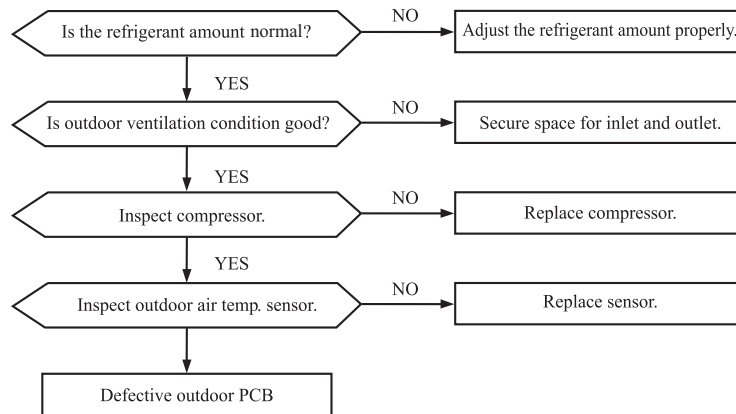 Is the refrigerant amount normal?
NO
Adjust the refrigerant amount properly.
YES
Is outdoor ventilation condition good?
NO
Secure space for inlet and outlet.
YES
Inspect compressor.
NO
Replace compressor.
YES
Inspect outdoor air temp. sensor.
NO
Replace sensor.
Defective outdoor PCB